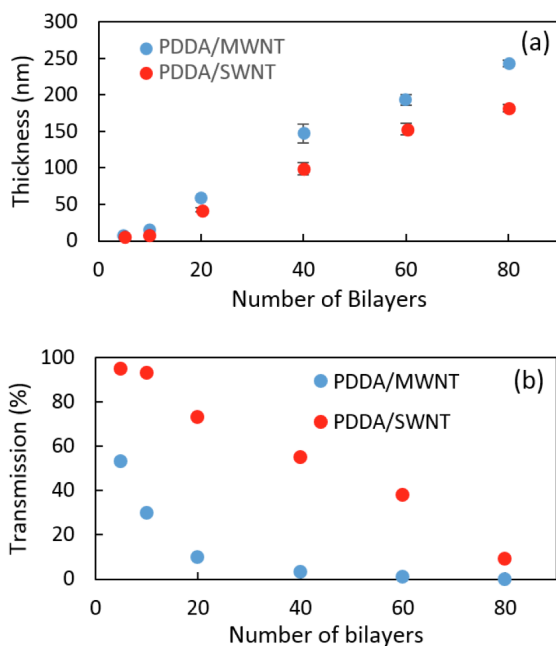 300
(a)
PDDA/MWNT
250
PDDA/SWNT
200
150
100
50
0
Thickness (nm)
0
20
40
60
80
Number of Bilayers
100
(b)
PDDA/MWNT
80
PDDA/SWNT
60
40
20
0
Transmission (%)
0
20
40
60
80
Number of bilayers